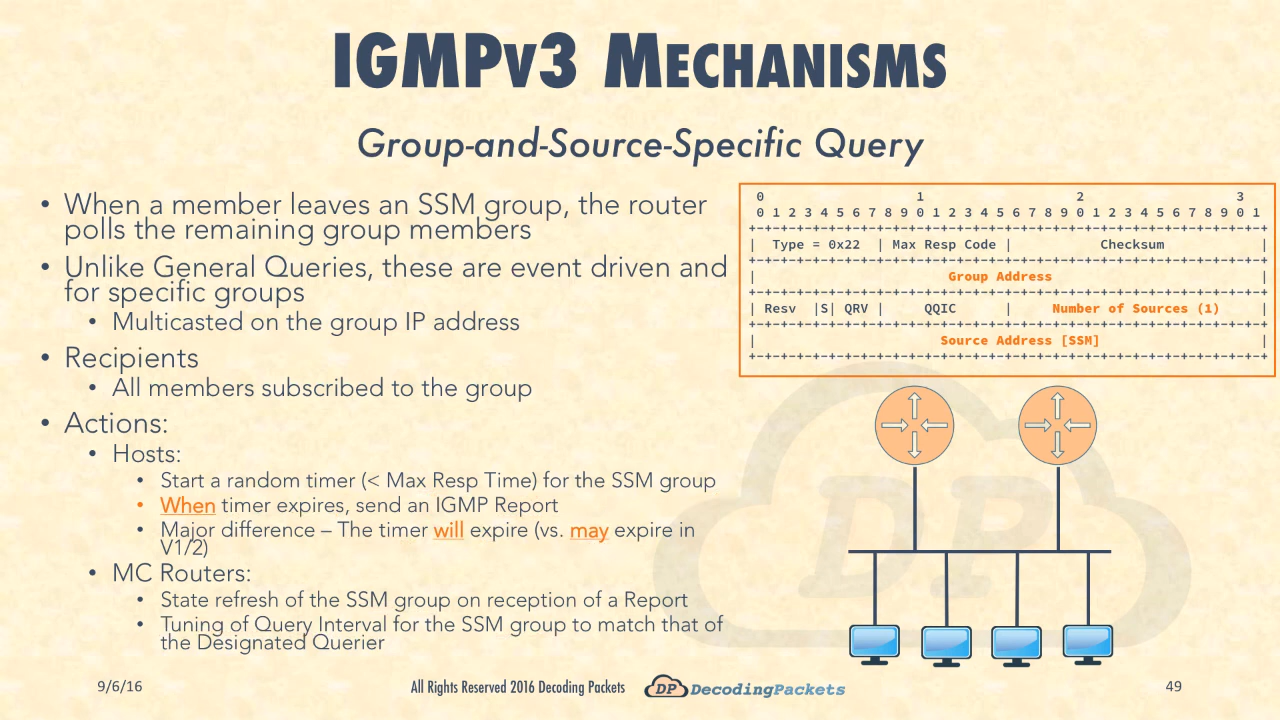 IGMPv3 Mechanisms
Group-and-Source-Specific Query
• When a member leaves an SSM group, the router
polls the remaining group members
• Unlike General Queries, these are event driven and
for specific groups
• Multicasted on the group IP address
• Recipients
• All members subscribed to the group
• Actions:
• Hosts:
• Start a random timer (< Max Resp Time) for the SSM group
• When timer expires, send an IGMP Report
• Major difference – The timer will expire (vs. may expire in
V1/2)
• MC Routers:
• State refresh of the SSM group on reception of a Report
• Tuning of Query Interval for the SSM group to match that of
the Designated Querier
0 1 2 3
0 1 2 3 4 5 6 7 8 9 0 1 2 3 4 5 6 7 8 9 0 1 2 3 4 5 6 7 8 9 0 1
+-+-+-+-+-+-+-+-+-+-+-+-+-+-+-+-+-+-+-+-+-+-+-+-+-+-+-+-+-+-+-+-+
| Type = 0x22 | Max Resp Code | Checksum |
+-+-+-+-+-+-+-+-+-+-+-+-+-+-+-+-+-+-+-+-+-+-+-+-+-+-+-+-+-+-+-+-+
| Group Address |
+-+-+-+-+-+-+-+-+-+-+-+-+-+-+-+-+-+-+-+-+-+-+-+-+-+-+-+-+-+-+-+-+
| Resv |S| QRV | QQIC | Number of Sources (1) |
+-+-+-+-+-+-+-+-+-+-+-+-+-+-+-+-+-+-+-+-+-+-+-+-+-+-+-+-+-+-+-+-+
| Source Address [SSM] |
+-+-+-+-+-+-+-+-+-+-+-+-+-+-+-+-+-+-+-+-+-+-+-+-+-+-+-+-+-+-+-+-+
DP
9/6/16
All Rights Reserved 2016 Decoding Packets
DP DecodingPackets
49